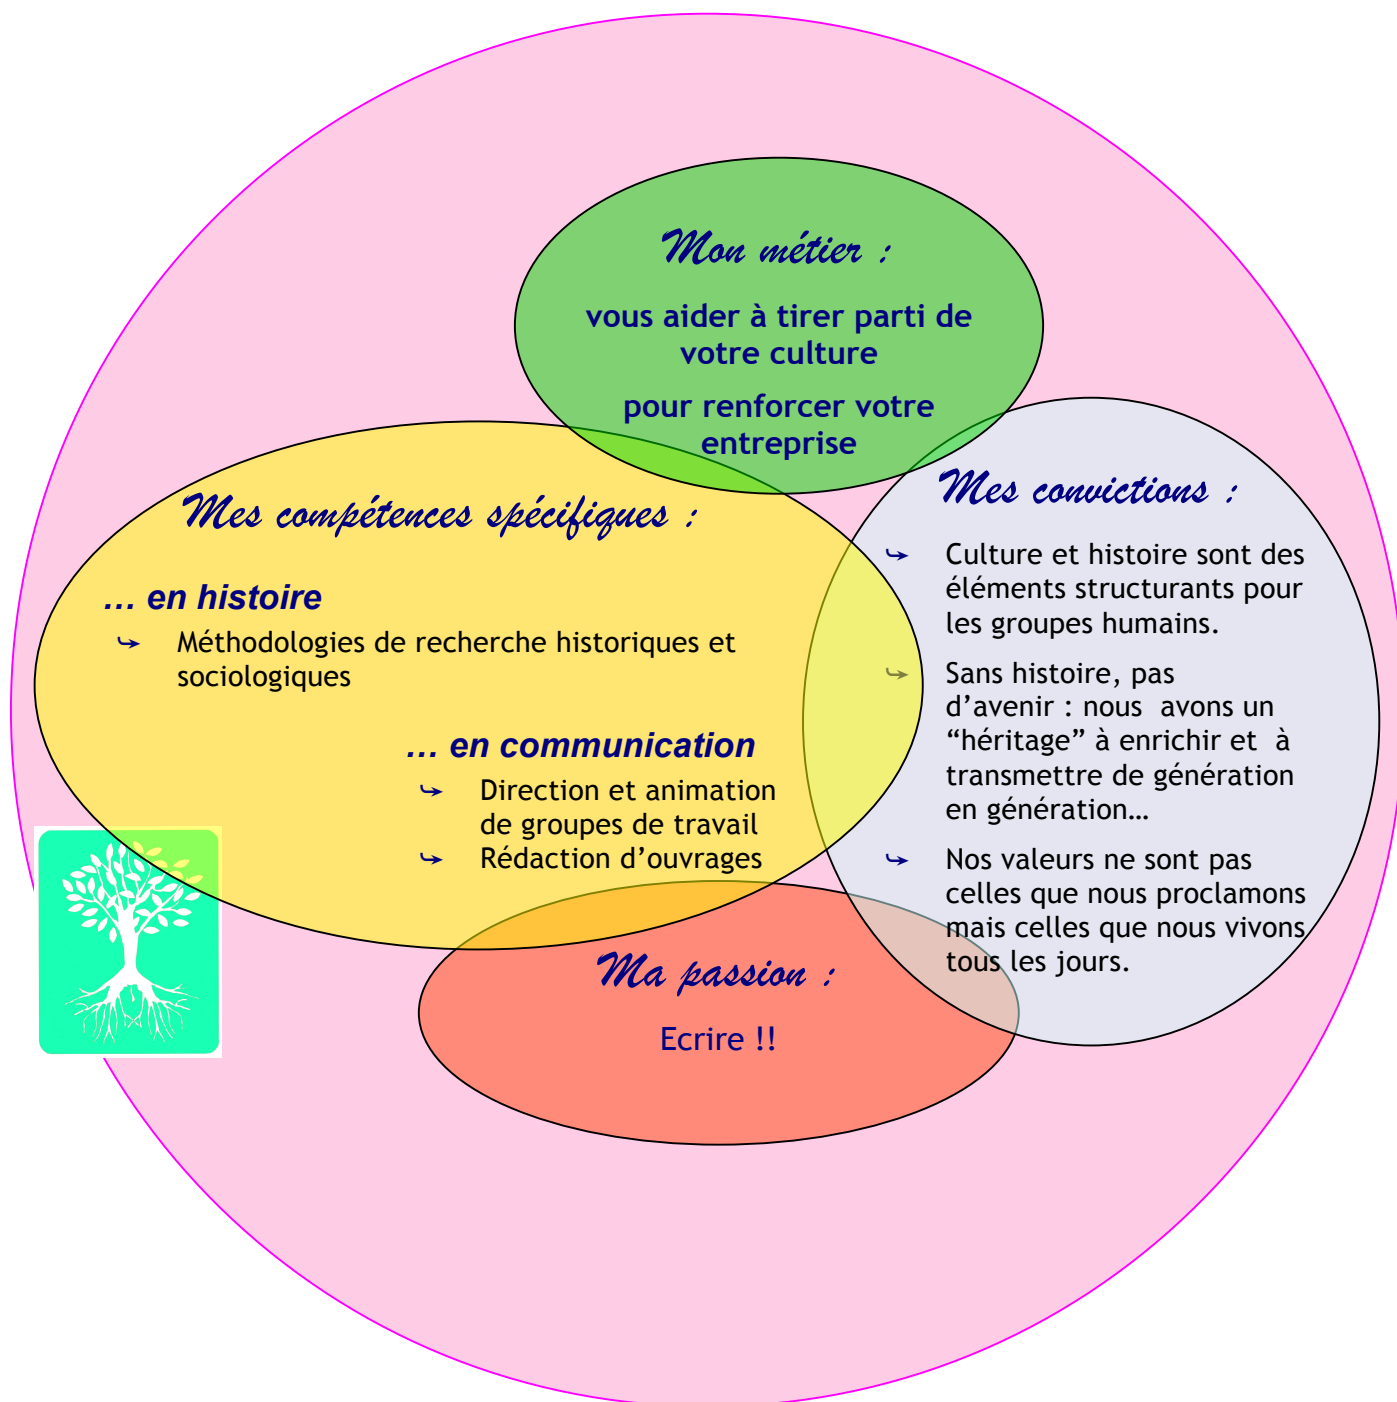 Mon métier :
vous aider à tirer parti de
votre culture
pour renforcer votre
entreprise
Mes compétences spécifiques :
… en histoire
⤷ Méthodologies de recherche historiques et
sociologiques
… en communication
⤷ Direction et animation
de groupes de travail
⤷ Rédaction d’ouvrages
Mes convictions :
⤷ Culture et histoire sont des
éléments structurants pour
les groupes humains.
⤷ Sans histoire, pas
d’avenir : nous avons un
“héritage” à enrichir et à
transmettre de génération
en génération…
⤷ Nos valeurs ne sont pas
celles que nous proclamons
mais celles que nous vivons
tous les jours.
Ma passion :
Ecrire !!